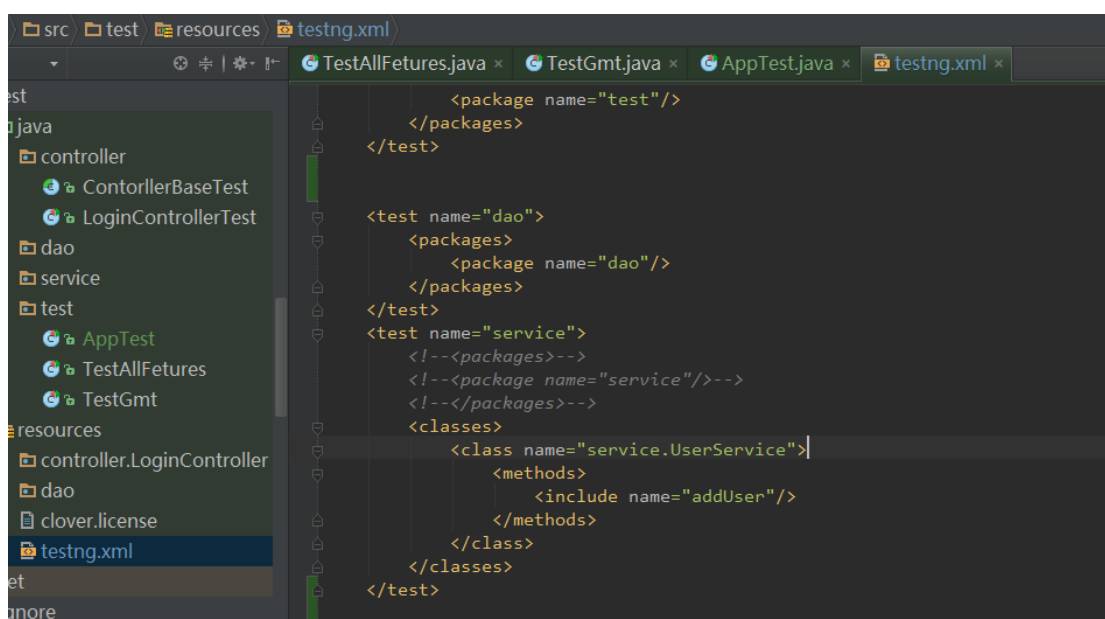 src test resources testng.xml
TestAllFetures.java TestGmt.java AppTest.java testng.xml
est
java
controller
ContorllerBaseTest
LoginControllerTest
dao
service
test
AppTest
TestAllFetures
TestGmt
resources
controller.LoginController
dao
clover.license
testng.xml
et
gnore
<package name="test"/>
</packages>
</test>
<test name="dao">
<packages>
<package name="dao"/>
</packages>
</test>
<test name="service">
<!--<packages>-->
<!--<package name="service"/>-->
<!--</packages>-->
<classes>
<class name="service.UserService">
<methods>
<include name="addUser"/>
</methods>
</class>
</classes>
</test>